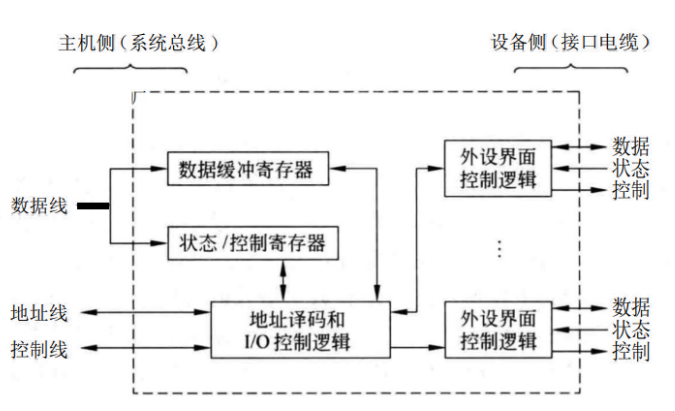 主机侧（系统总线）
设备侧（接口电缆）
数据缓冲寄存器
外设界面
控制逻辑
数据
状态
控制
数据线
状态/控制寄存器
⋮
地址线
控制线
地址译码和
I/O控制逻辑
外设界面
控制逻辑
数据
状态
控制